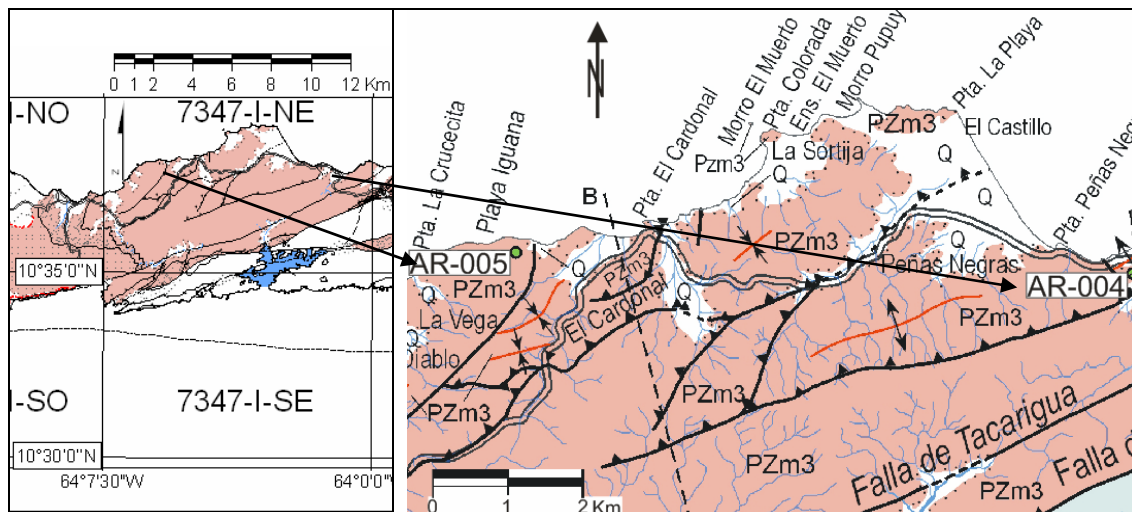 0 1 2 4 6 8 10 12 Km
I-NO
7347-I-NE
z
10°35'0"N
I-SO
7347-I-SE
10°30'0"N
64°7'30"W
64°0'0"
N
Pta. La Crucecita
Playa Iguana
Pta. El Cardonal
Morro El Muerto
Pta. Colorada
Ens. El Muerto
Morro Pupuy
Pta. La Playa
Pzm3
La Sortija
PZm3
El Castillo
Q
Q
Q
B
Pta. Peñas Neg
AR-005
PZm3
Q
PZm3
PZm3
Q
Peñas Negras
AR-004
Q
La Vega
El Cardonal
Q
PZm3
Diablo
PZm3
PZm3
PZm3
PZm3
Falla de Tacarigua
Falla d
PZm3
0 1 2 Km